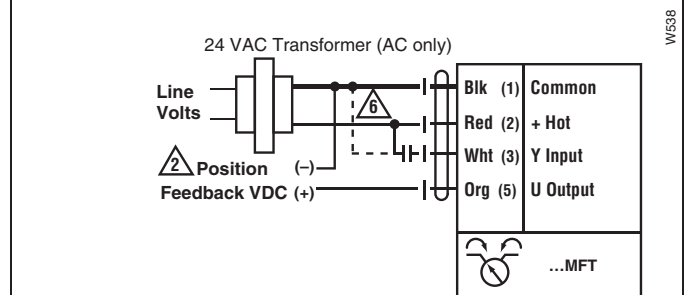 W538
24 VAC Transformer (AC only)
Line
Volts
Blk (1) Common
6
Red (2) + Hot
Wht (3) Y Input
2 Position (–)
Feedback VDC (+)
Org (5) U Output
...MFT